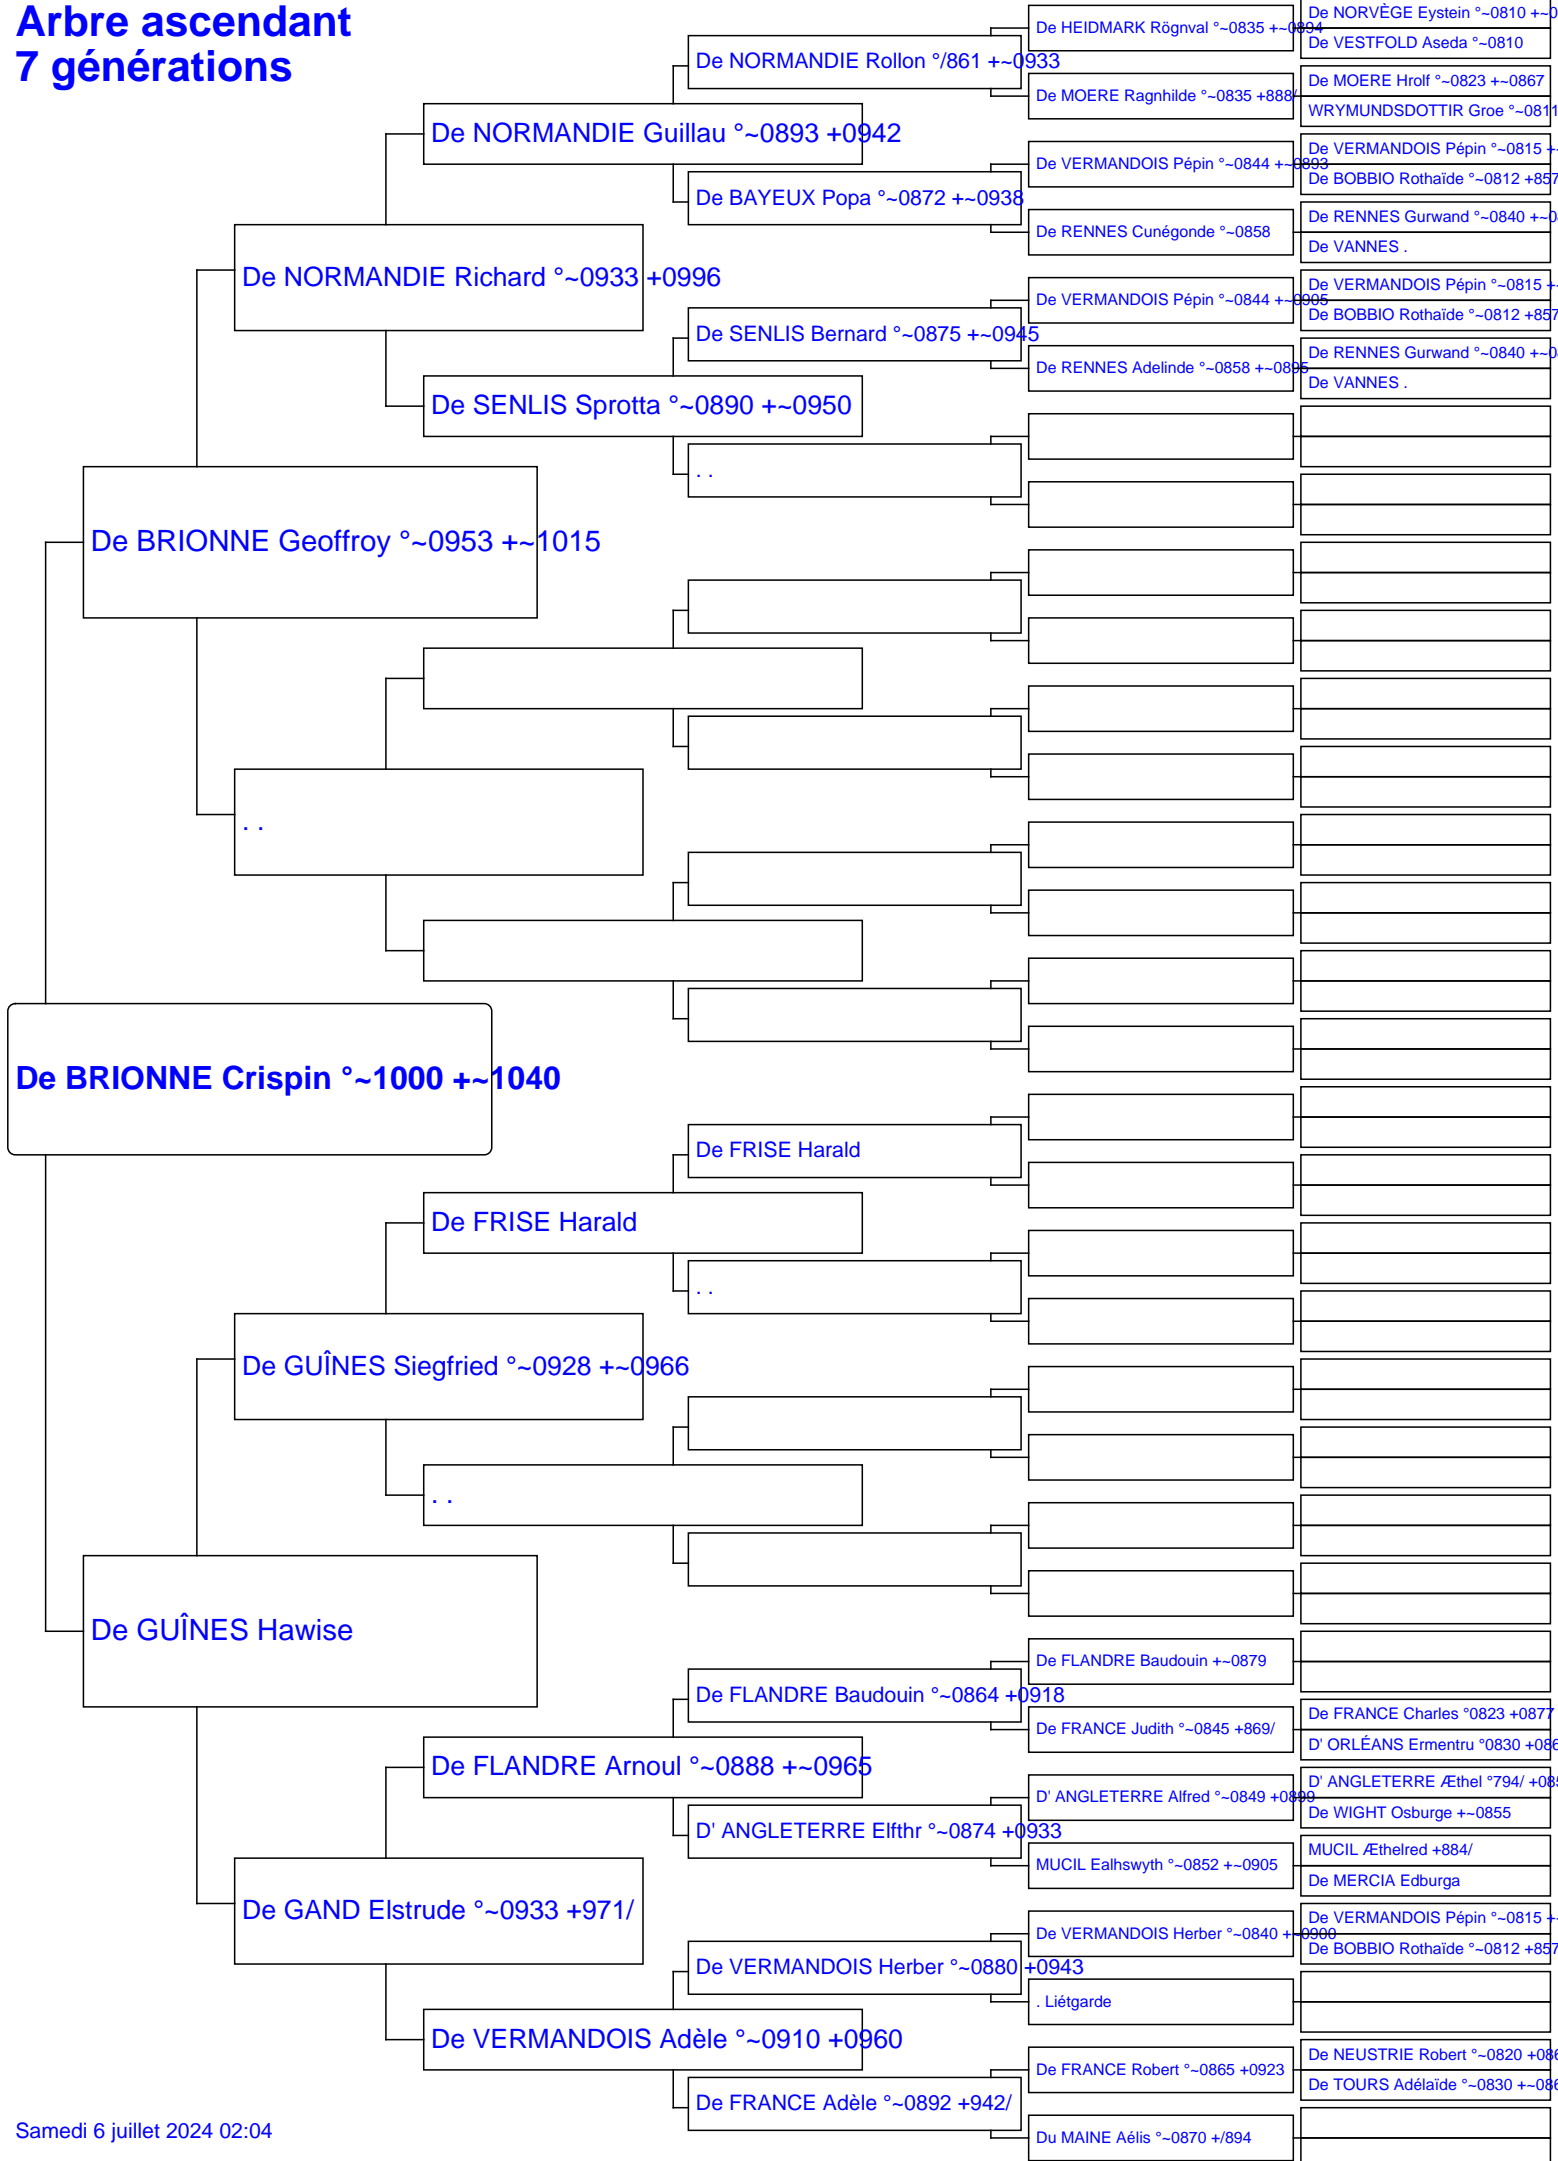 Arbre ascendant
7 générations
De BRIONNE Crispin °~1000 +~1040
De BRIONNE Geoffroy °~0953 +~1015
De GUÎNES Hawise
De NORMANDIE Richard °~0933 +0996
. .
De GUÎNES Siegfried °~0928 +~0966
De GAND Elstrude °~0933 +971/
De NORMANDIE Guillau °~0893 +0942
De SENLIS Sprotta °~0890 +~0950
De FRISE Harald
. .
De FLANDRE Arnoul °~0888 +~0965
De VERMANDOIS Adèle °~0910 +0960
De NORMANDIE Rollon °/861 +~0933
De BAYEUX Popa °~0872 +~0938
De SENLIS Bernard °~0875 +~0945
. .
De FRISE Harald
. .
De FLANDRE Baudouin °~0864 +0918
D' ANGLETERRE Elfthr °~0874 +0933
De VERMANDOIS Herber °~0880 +0943
De FRANCE Adèle °~0892 +942/
De HEIDMARK Rögnval °~0835 +~0894
De MOERE Ragnhilde °~0835 +888/
De VERMANDOIS Pépin °~0844 +~0893
De RENNES Cunégonde °~0858
De VERMANDOIS Pépin °~0844 +~0905
De RENNES Adelinde °~0858 +~0895
De FLANDRE Baudouin +~0879
De FRANCE Judith °~0845 +869/
D' ANGLETERRE Alfred °~0849 +0899
MUCIL Ealhswyth °~0852 +~0905
De VERMANDOIS Herber °~0840 +~0900
. Liétgarde
De FRANCE Robert °~0865 +0923
Du MAINE Aélis °~0870 +/894
De NORVÈGE Eystein °~0810 +~0
De VESTFOLD Aseda °~0810
De MOERE Hrolf °~0823 +~0867
WRYMUNDSDOTTIR Groe °~0811
De VERMANDOIS Pépin °~0815 +~
De BOBBIO Rothaïde °~0812 +857
De RENNES Gurwand °~0840 +~0
De VANNES .
De VERMANDOIS Pépin °~0815 +~
De BOBBIO Rothaïde °~0812 +857
De RENNES Gurwand °~0840 +~0
De VANNES .
De FRANCE Charles °0823 +0877
D' ORLÉANS Ermentru °0830 +086
D' ANGLETERRE Æthel °794/ +085
De WIGHT Osburge +~0855
MUCIL Æthelred +884/
De MERCIA Edburga
De VERMANDOIS Pépin °~0815 +~
De BOBBIO Rothaïde °~0812 +857
De NEUSTRIE Robert °~0820 +086
De TOURS Adélaïde °~0830 +~086
Samedi 6 juillet 2024 02:04